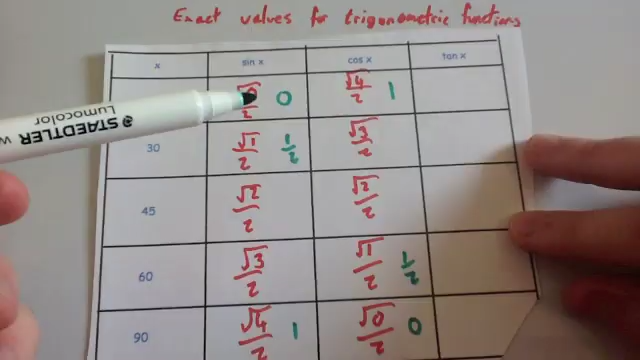 Exact values for trigonometric functions
x sin x cos x tan x
√4/2 1
0
30 √1/2 1/2 √3/2
45 √2/2 √2/2
60 √3/2 √1/2 1/2
90 √4/2 1 √0/2 0
STAEDTLER
Lumocolor